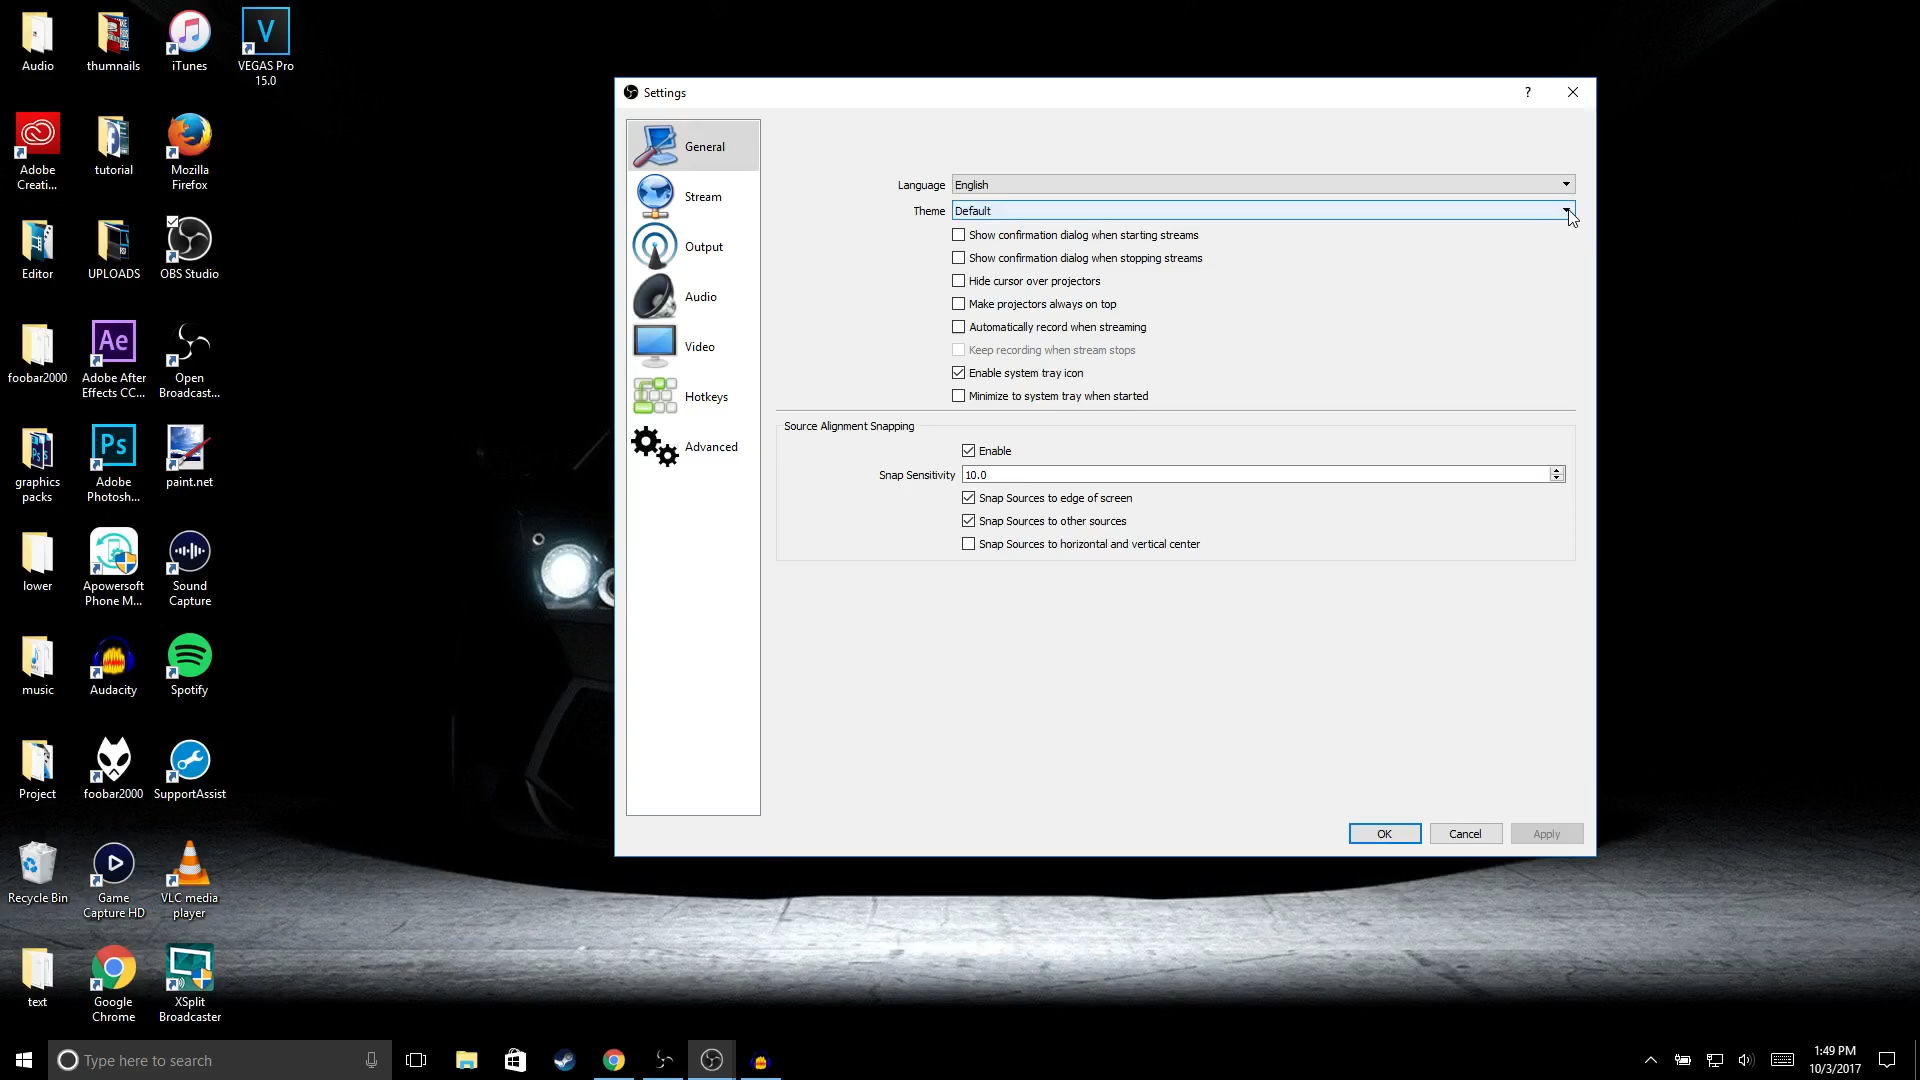 Audio
thumnails
iTunes
VEGAS Pro
15.0
Adobe
Creati...
tutorial
Mozilla
Firefox
Editor
UPLOADS
OBS Studio
foobar2000
Adobe After
Effects CC...
Open
Broadcast...
graphics
packs
Adobe
Photosh...
paint.net
lower
Apowersoft
Phone M...
Sound
Capture
music
Audacity
Spotify
Project
foobar2000
SupportAssist
Recycle Bin
Game
Capture HD
VLC media
player
text
Google
Chrome
XSplit
Broadcaster
V
Ae
Ps
Settings
?
General
Stream
Output
Audio
Video
Hotkeys
Advanced
Language English
Theme Default
Show confirmation dialog when starting streams
Show confirmation dialog when stopping streams
Hide cursor over projectors
Make projectors always on top
Automatically record when streaming
Keep recording when stream stops
Enable system tray icon
Minimize to system tray when started
Source Alignment Snapping
Enable
Snap Sensitivity 10.0
Snap Sources to edge of screen
Snap Sources to other sources
Snap Sources to horizontal and vertical center
OK Cancel Apply
Type here to search
1:49 PM
10/3/2017